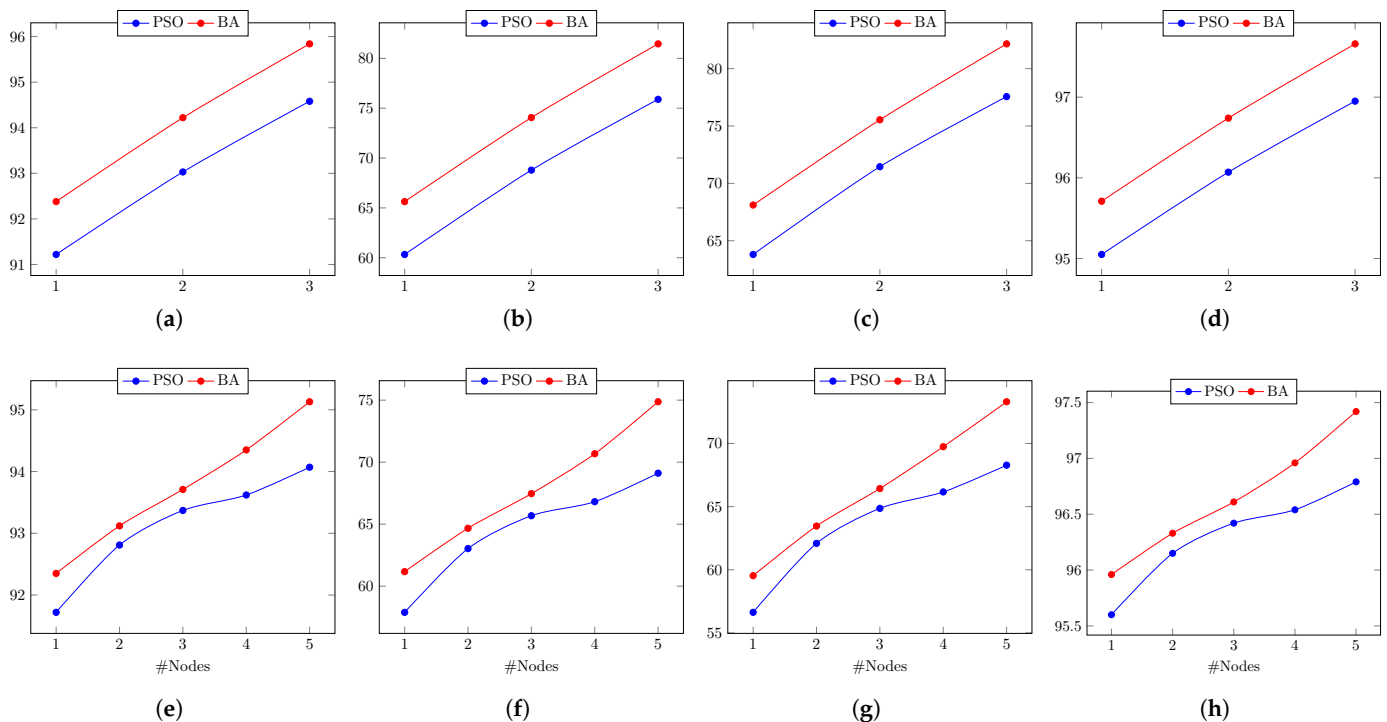 PSO BA
96
95
94
93
92
91
1 2 3
(a)
PSO BA
80
75
70
65
60
1 2 3
(b)
PSO BA
80
75
70
65
1 2 3
(c)
PSO BA
97
96
95
1 2 3
(d)
PSO BA
95
94
93
92
1 2 3 4 5
#Nodes
(e)
PSO BA
75
70
65
60
1 2 3 4 5
#Nodes
(f)
PSO BA
70
65
60
55
1 2 3 4 5
#Nodes
(g)
PSO BA
97.5
97
96.5
96
95.5
1 2 3 4 5
#Nodes
(h)